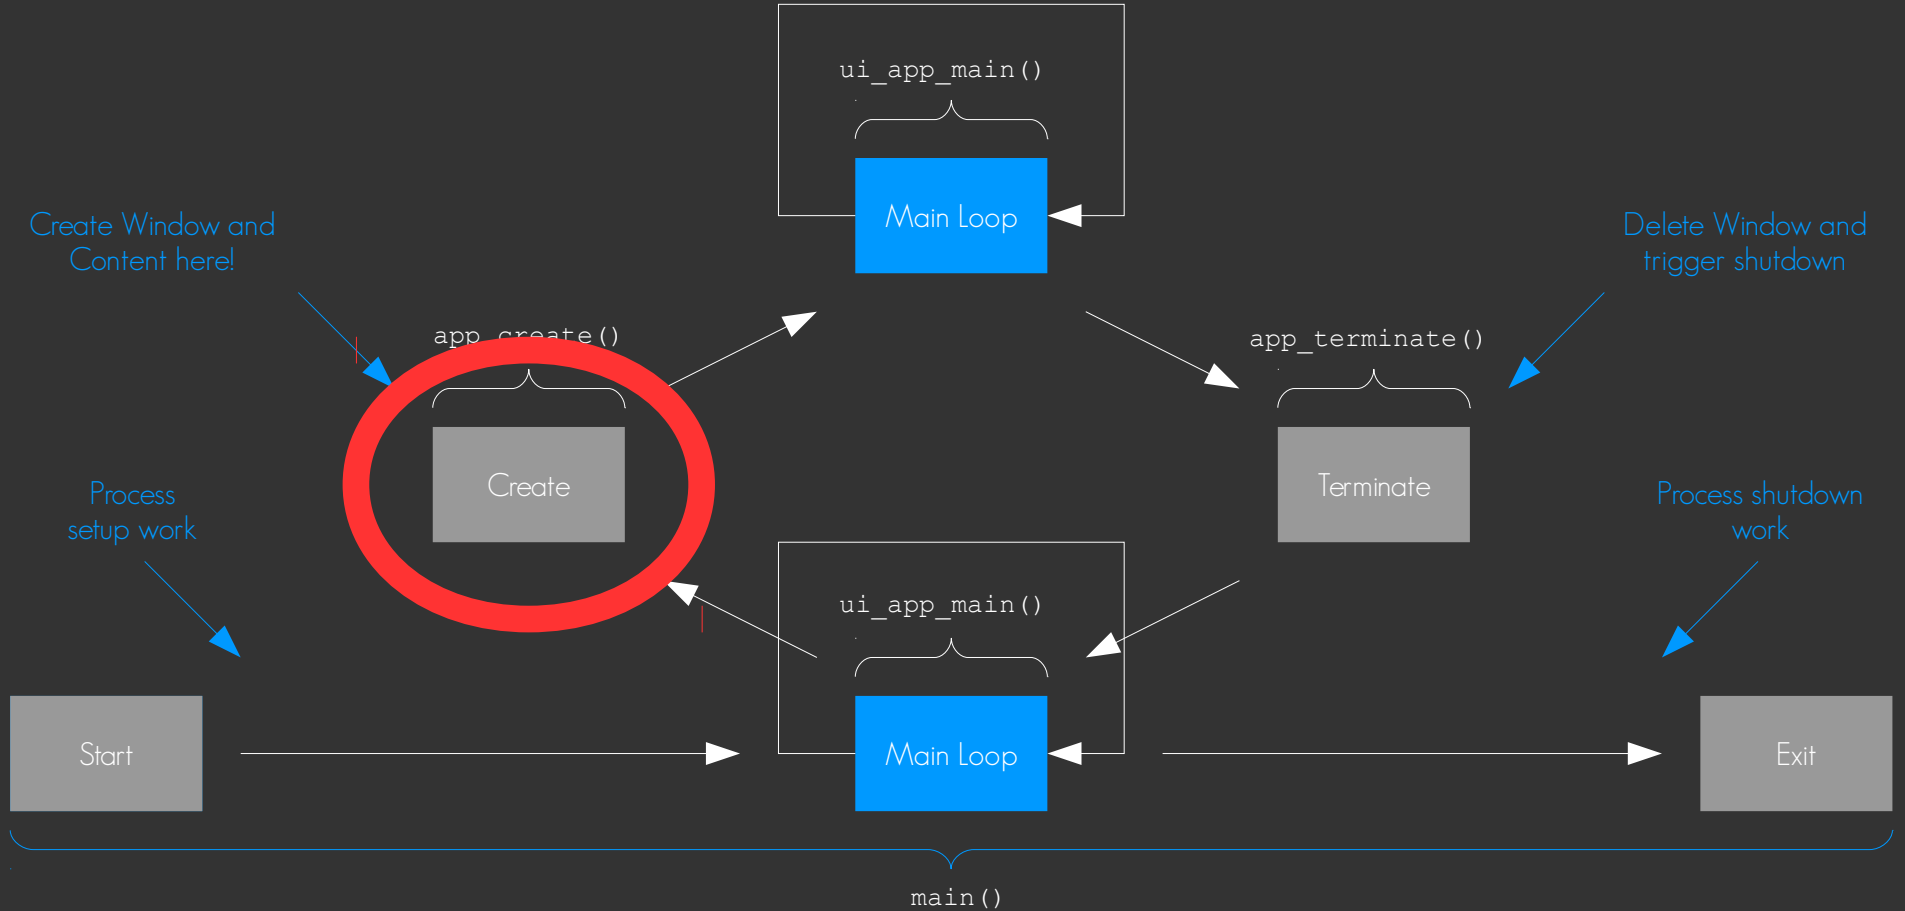 ui_app_main()
Main Loop
Create Window and
Content here!
Delete Window and
trigger shutdown
app_create()
app_terminate()
Create
Terminate
Process
setup work
Process shutdown
work
ui_app_main()
Start
Main Loop
Exit
main()